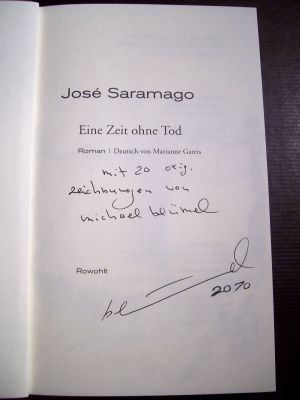 José Saramago
Eine Zeit ohne Tod
Roman | Deutsch von Marianne Gareis
mit 20 orig.
zeichnungen von
michael blümel
Rowohlt
2010